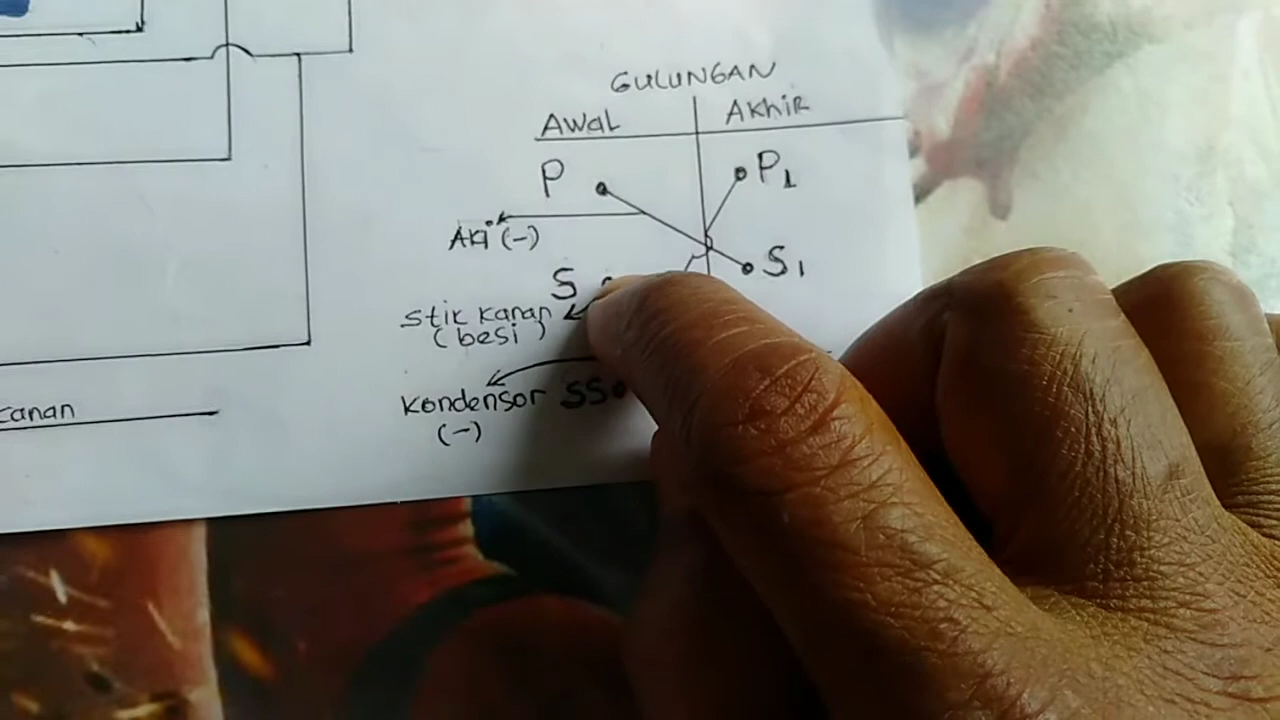 GULUNGAN
AWAL AKHIR
P P1
Aki (-)
S S1
Stik Kanan
(besi)
Kondensor SS
(-)
Kanan